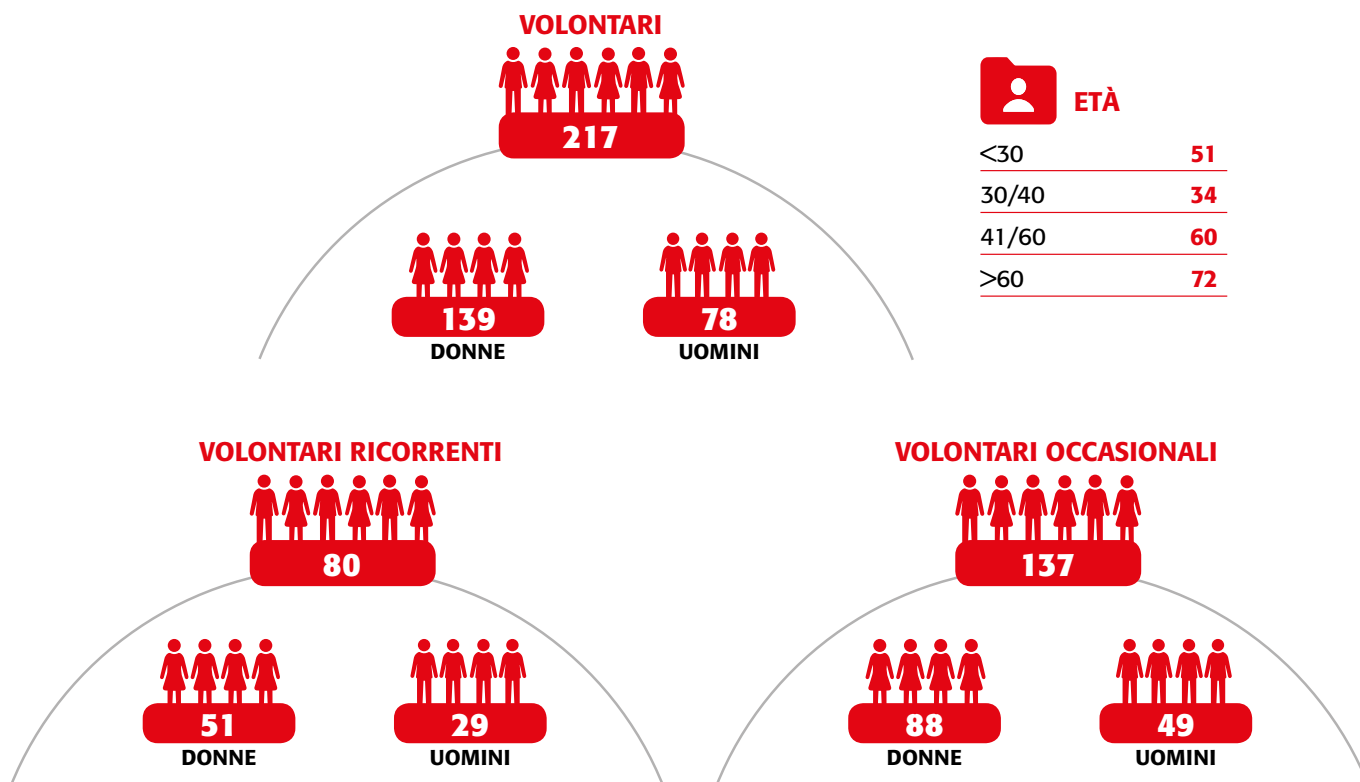 VOLONTARI
217
139
DONNE
78
UOMINI
ETÀ
<30 51
30/40 34
41/60 60
>60 72
VOLONTARI RICORRENTI
80
51
DONNE
29
UOMINI
VOLONTARI OCCASIONALI
137
88
DONNE
49
UOMINI